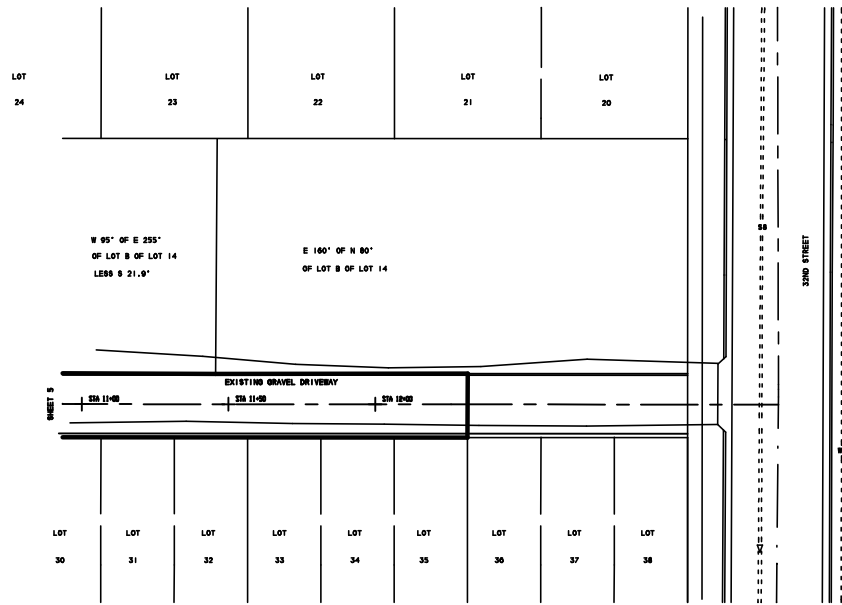 LOT
24
LOT
23
LOT
22
LOT
21
LOT
20
W 95' OF E 255'
OF LOT B OF LOT 14
LESS S 21.9'
E 160' OF N 80'
OF LOT B OF LOT 14
SS
32ND STREET
EXISTING GRAVEL DRIVEWAY
SHEET 5
STA 11+00
STA 11+50
STA 12+00
W
LOT
30
LOT
31
LOT
32
LOT
33
LOT
34
LOT
35
LOT
36
LOT
37
LOT
38